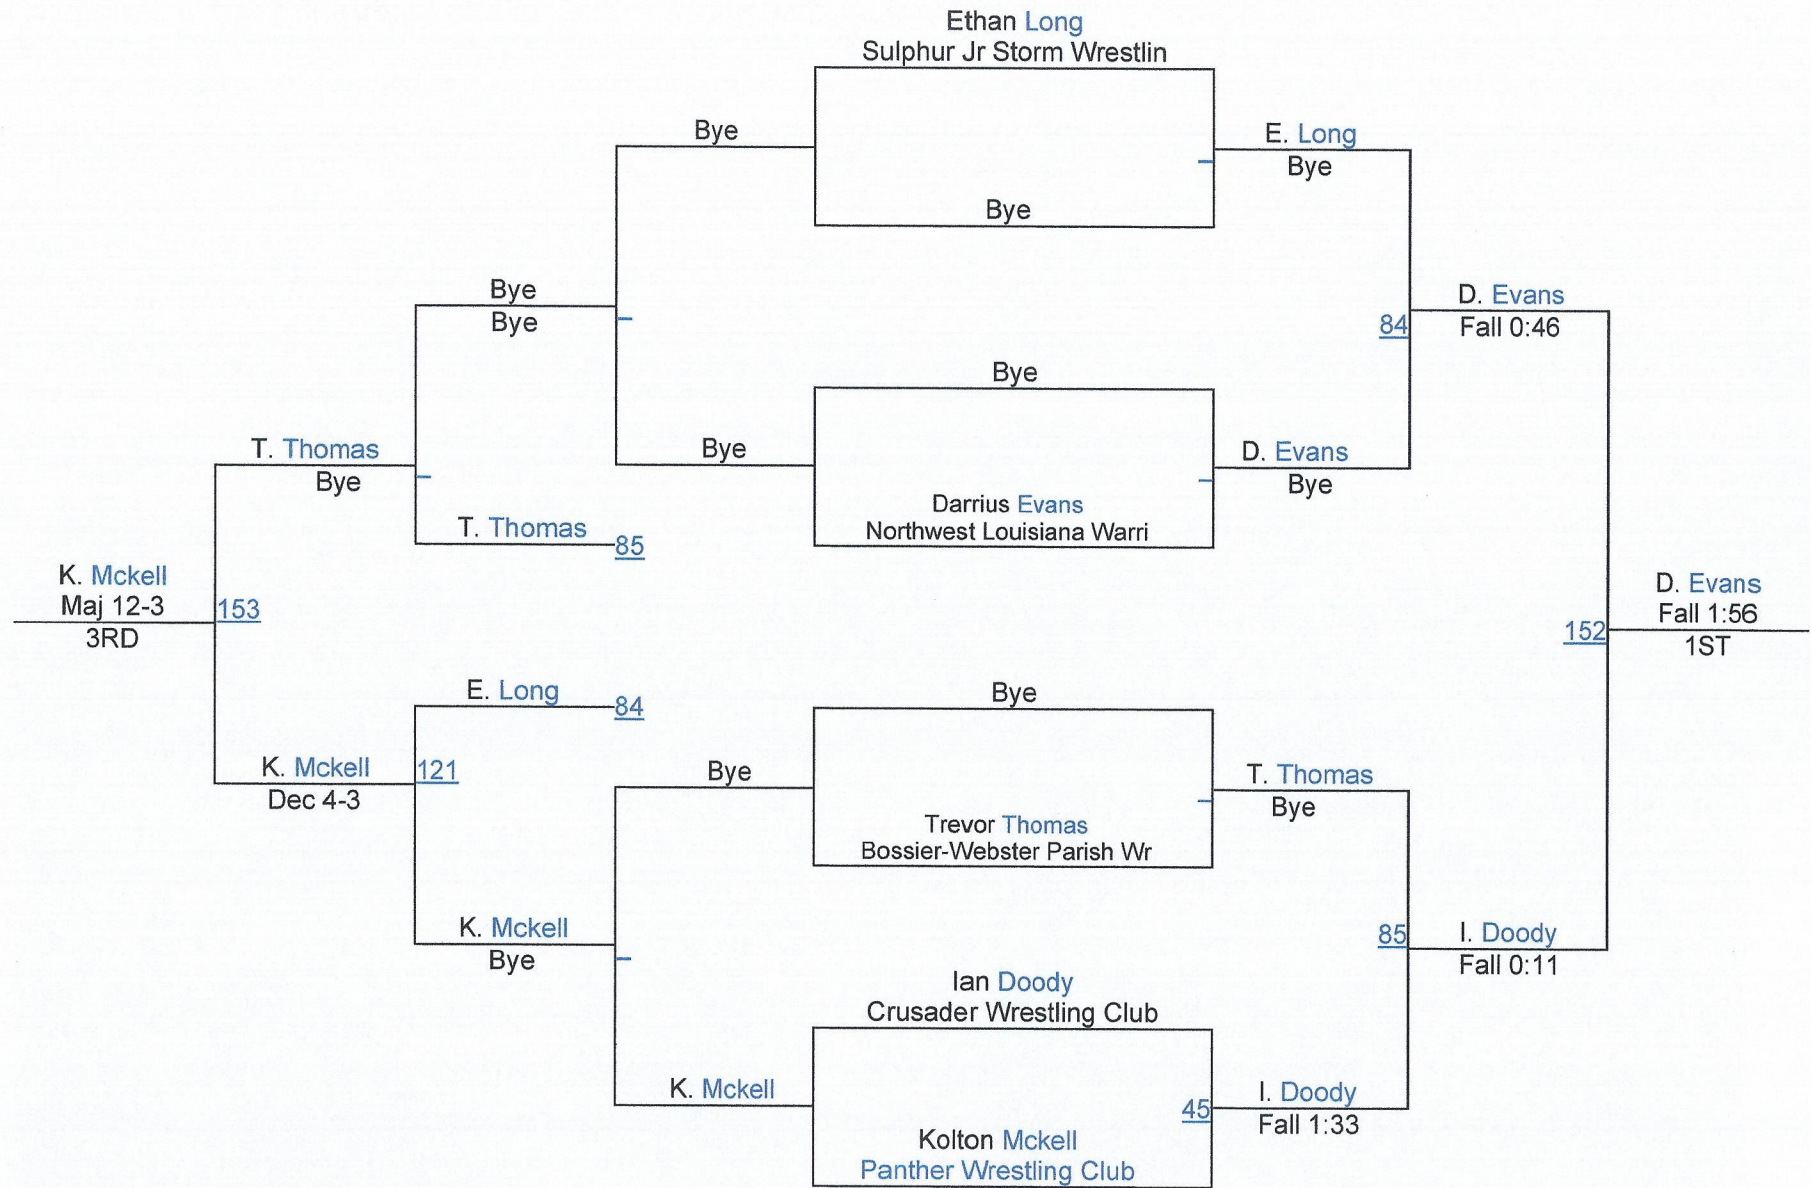 Ethan Long
Sulphur Jr Storm Wrestlin
Bye
E. Long
Bye
Bye
Bye
Bye
D. Evans
Fall 0:46
84
Bye
T. Thomas
Bye
Bye
D. Evans
Bye
Darrius Evans
Northwest Louisiana Warri
T. Thomas
85
K. Mckell
Maj 12-3
3RD
153
D. Evans
Fall 1:56
1ST
152
E. Long
84
Bye
K. Mckell
Dec 4-3
121
Bye
T. Thomas
Bye
Trevor Thomas
Bossier-Webster Parish Wr
K. Mckell
Bye
85
I. Doody
Fall 0:11
Ian Doody
Crusader Wrestling Club
K. Mckell
45
I. Doody
Fall 1:33
Kolton Mckell
Panther Wrestling Club